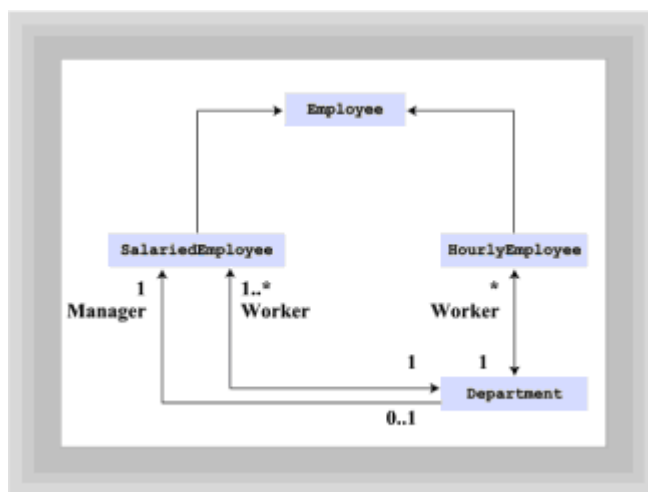 Employee
SalariedEmployee
HourlyEmployee
1
Manager
1..*
Worker
*
Worker
1
1
Department
0..1